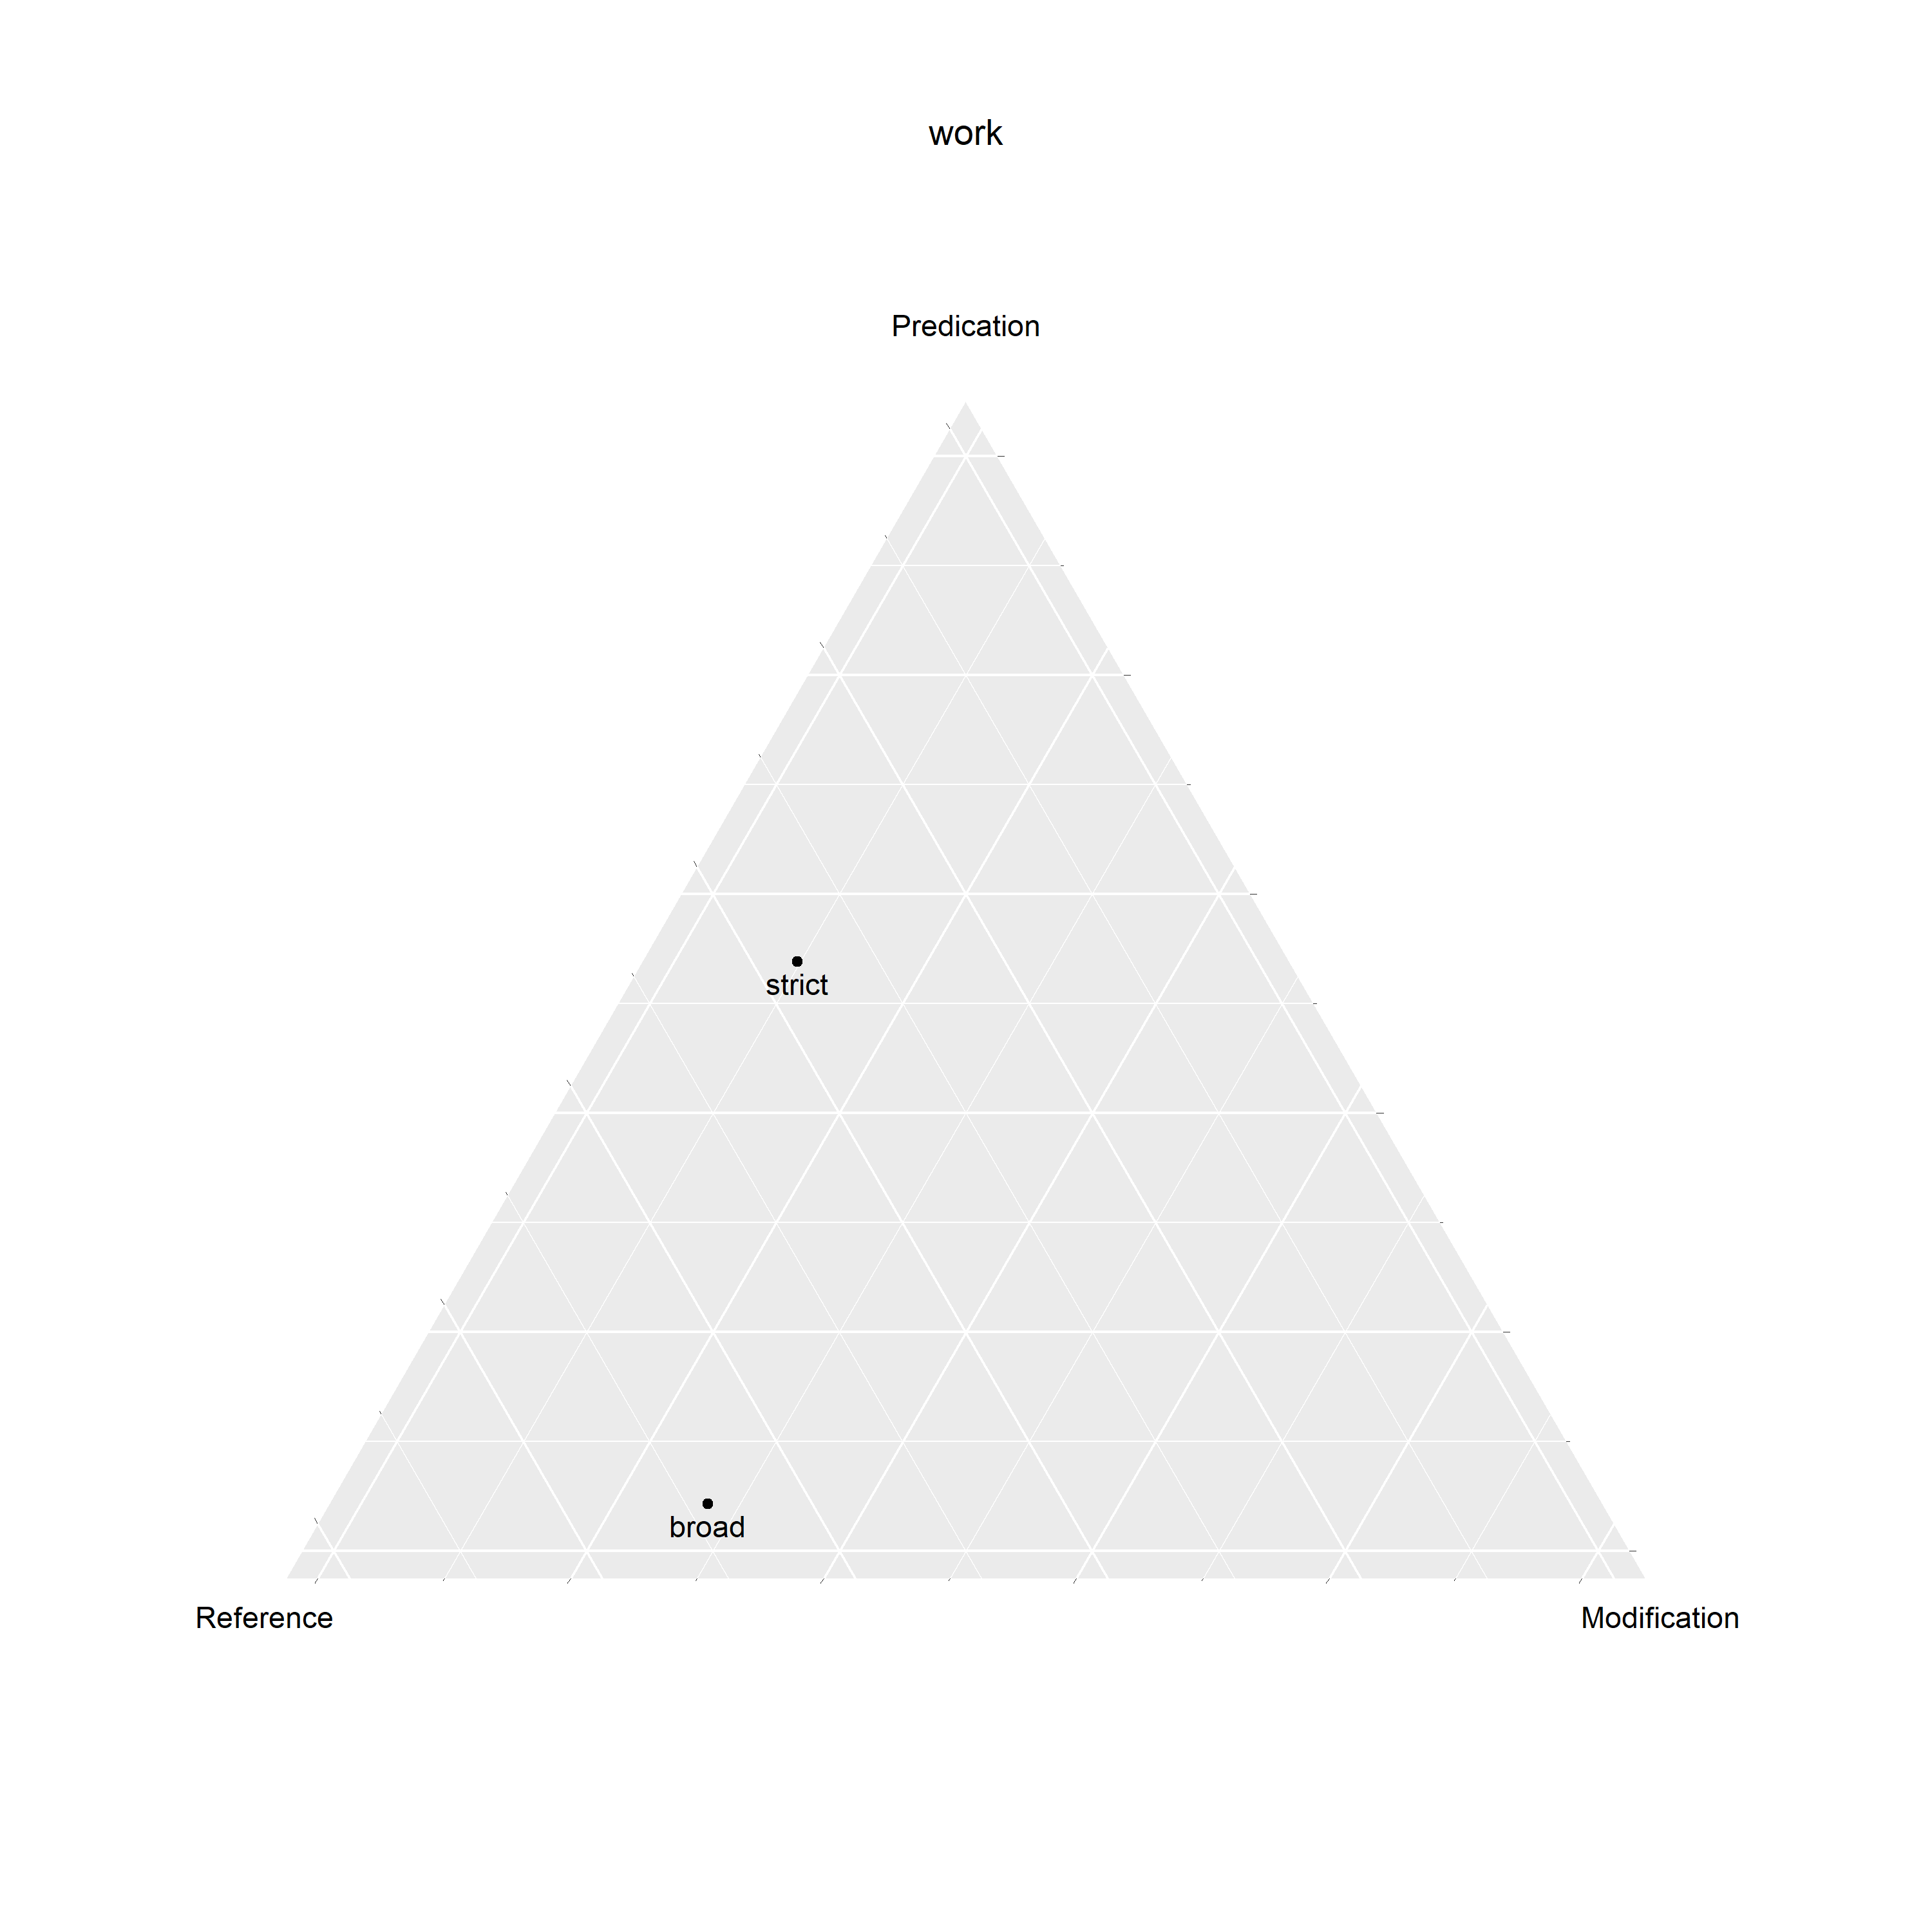 work
Predication
strict
broad
Reference
Modification